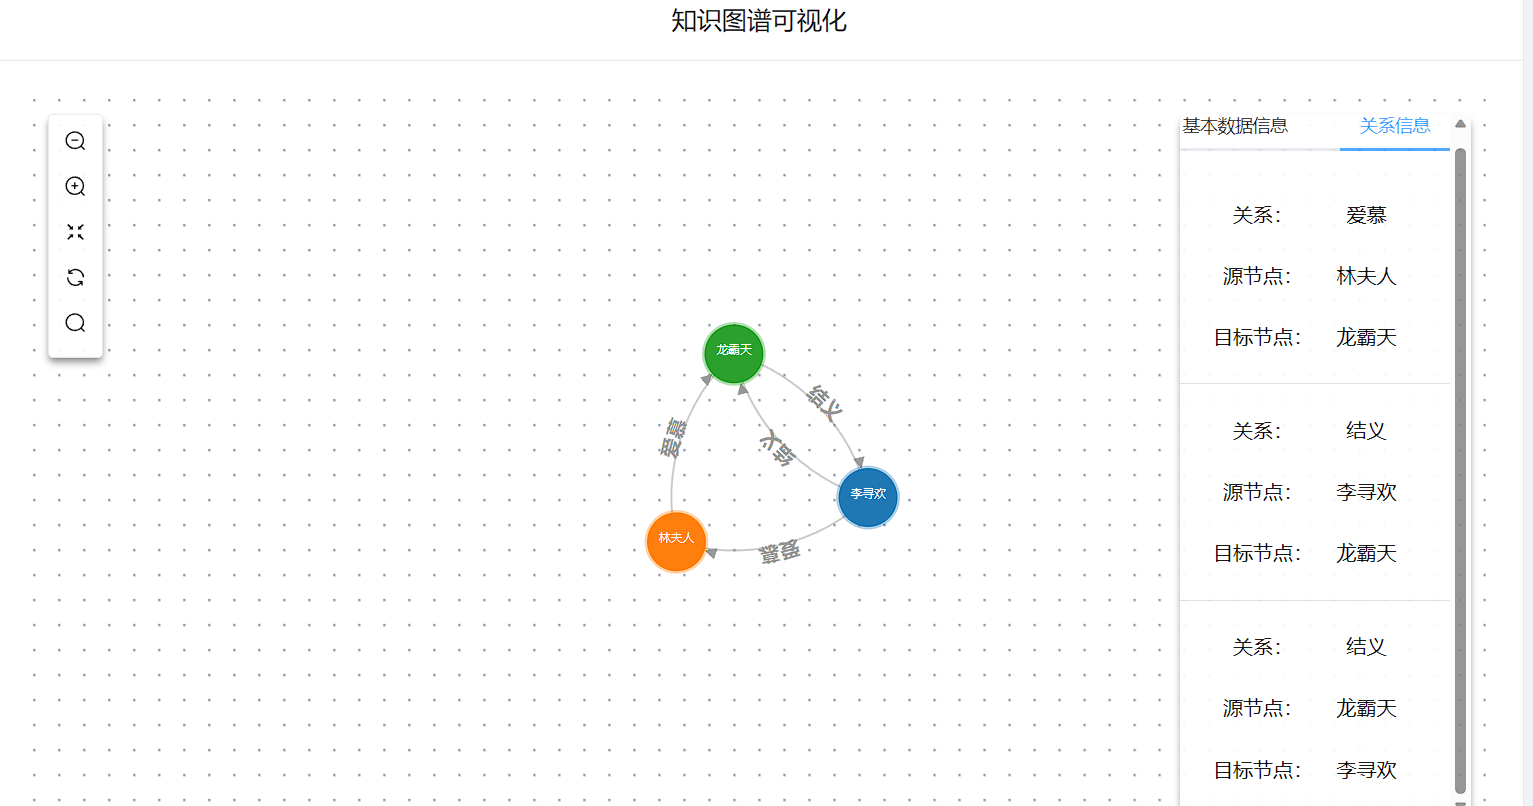 知识图谱可视化
基本数据信息 关系信息
关系： 爱慕
源节点： 林夫人
目标节点： 龙霸天
关系： 结义
源节点： 李寻欢
目标节点： 龙霸天
关系： 结义
源节点： 龙霸天
目标节点： 李寻欢
龙霸天
结义
爱慕
结义
李寻欢
林夫人
爱慕